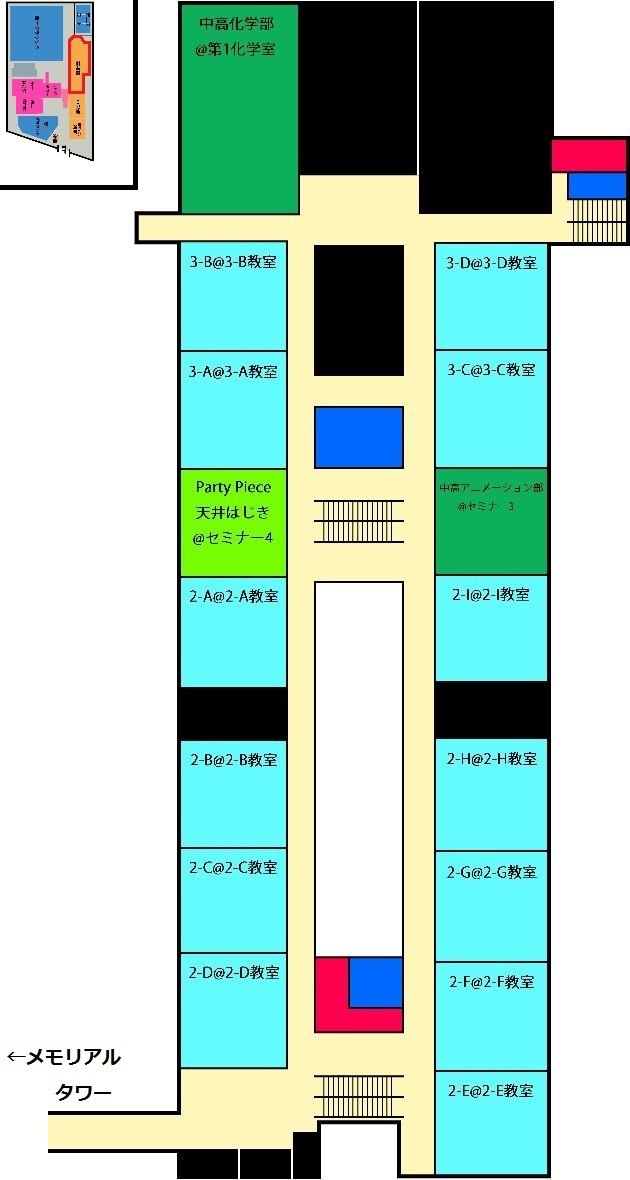 中高化学部
@第1化学室
3-B@3-B教室
3-D@3-D教室
3-A@3-A教室
3-C@3-C教室
Party Piece
天井はじき
@セミナー4
中高アニメーション部
@セミナー3
2-A@2-A教室
2-I@2-I教室
2-B@2-B教室
2-H@2-H教室
2-C@2-C教室
2-G@2-G教室
2-D@2-D教室
2-F@2-F教室
←メモリアル
タワー
2-E@2-E教室